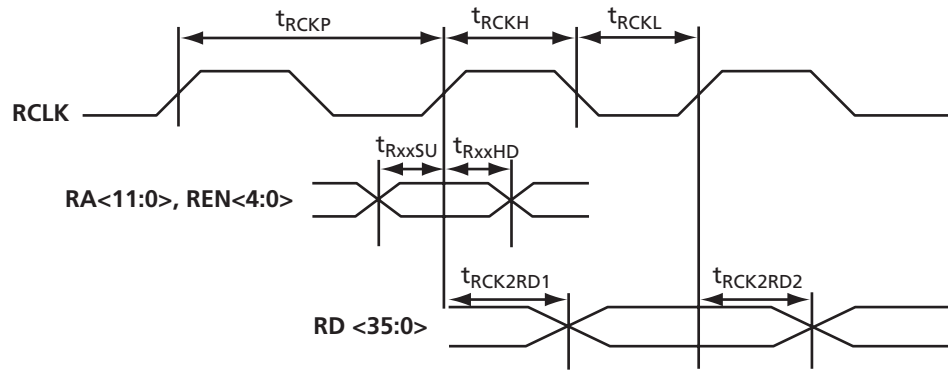 tRCKP tRCKH tRCKL
RCLK
tRxxSU tRxxHD
RA<11:0>, REN<4:0>
tRCK2RD1 tRCK2RD2
RD <35:0>